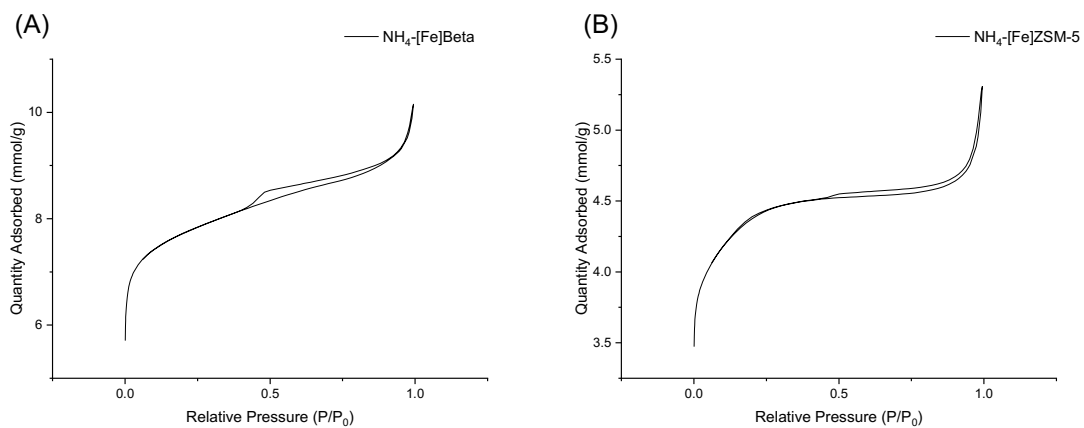 (A)
NH₄-[Fe]Beta
10
8
6
Quantity Adsorbed (mmol/g)
0.0 0.5 1.0
Relative Pressure (P/P₀)
(B)
NH₄-[Fe]ZSM-5
5.5
5.0
4.5
4.0
3.5
Quantity Adsorbed (mmol/g)
0.0 0.5 1.0
Relative Pressure (P/P₀)